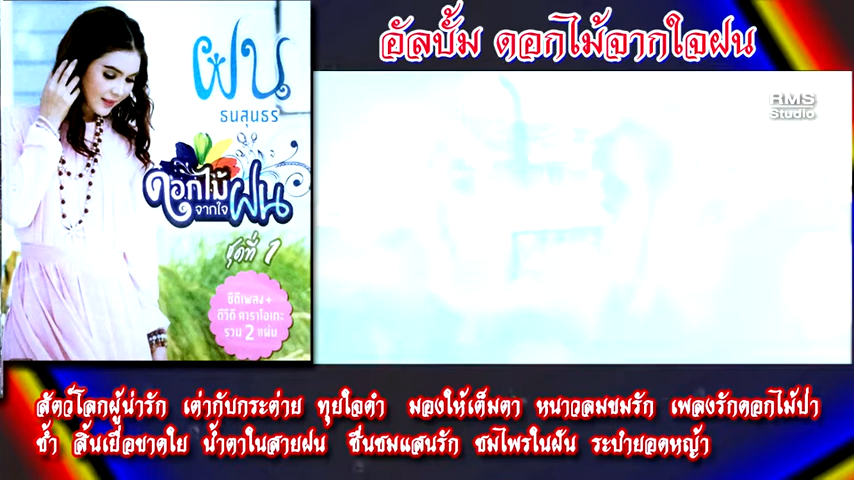 อัลบั้ม ดอกไม้จากใจฝน
ฝน
ธนสุนธร
ดอกไม้
จากใจ
ฝน
ชุดที่ 1
ซีดีเพลง+
ดีวีดี คาราโอเกะ
รวม 2 แผ่น
RMS
Studio
สัตว์โลกผู้น่ารัก เต่ากับกระต่าย ทุยใจดำ มองให้เต็มตา หนาวลมชมรัก เพลงรักดอกไม้ป่า
ช้ำ สิ้นเยื่อขาดใย น้ำตาในสายฝน ชื่นชมแสนรัก ชมไพรในฝัน ระบำยอดหญ้า